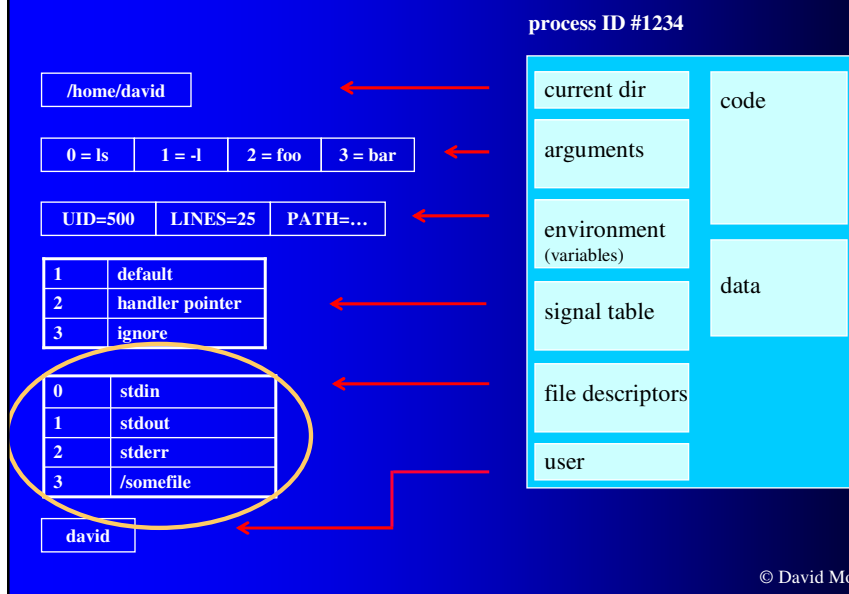 process ID #1234
/home/david
current dir
code
0 = ls 1 = -l 2 = foo 3 = bar
arguments
UID=500 LINES=25 PATH=…
environment
(variables)
data
1 default
2 handler pointer
3 ignore
signal table
0 stdin
1 stdout
2 stderr
3 /somefile
file descriptors
user
david
© David